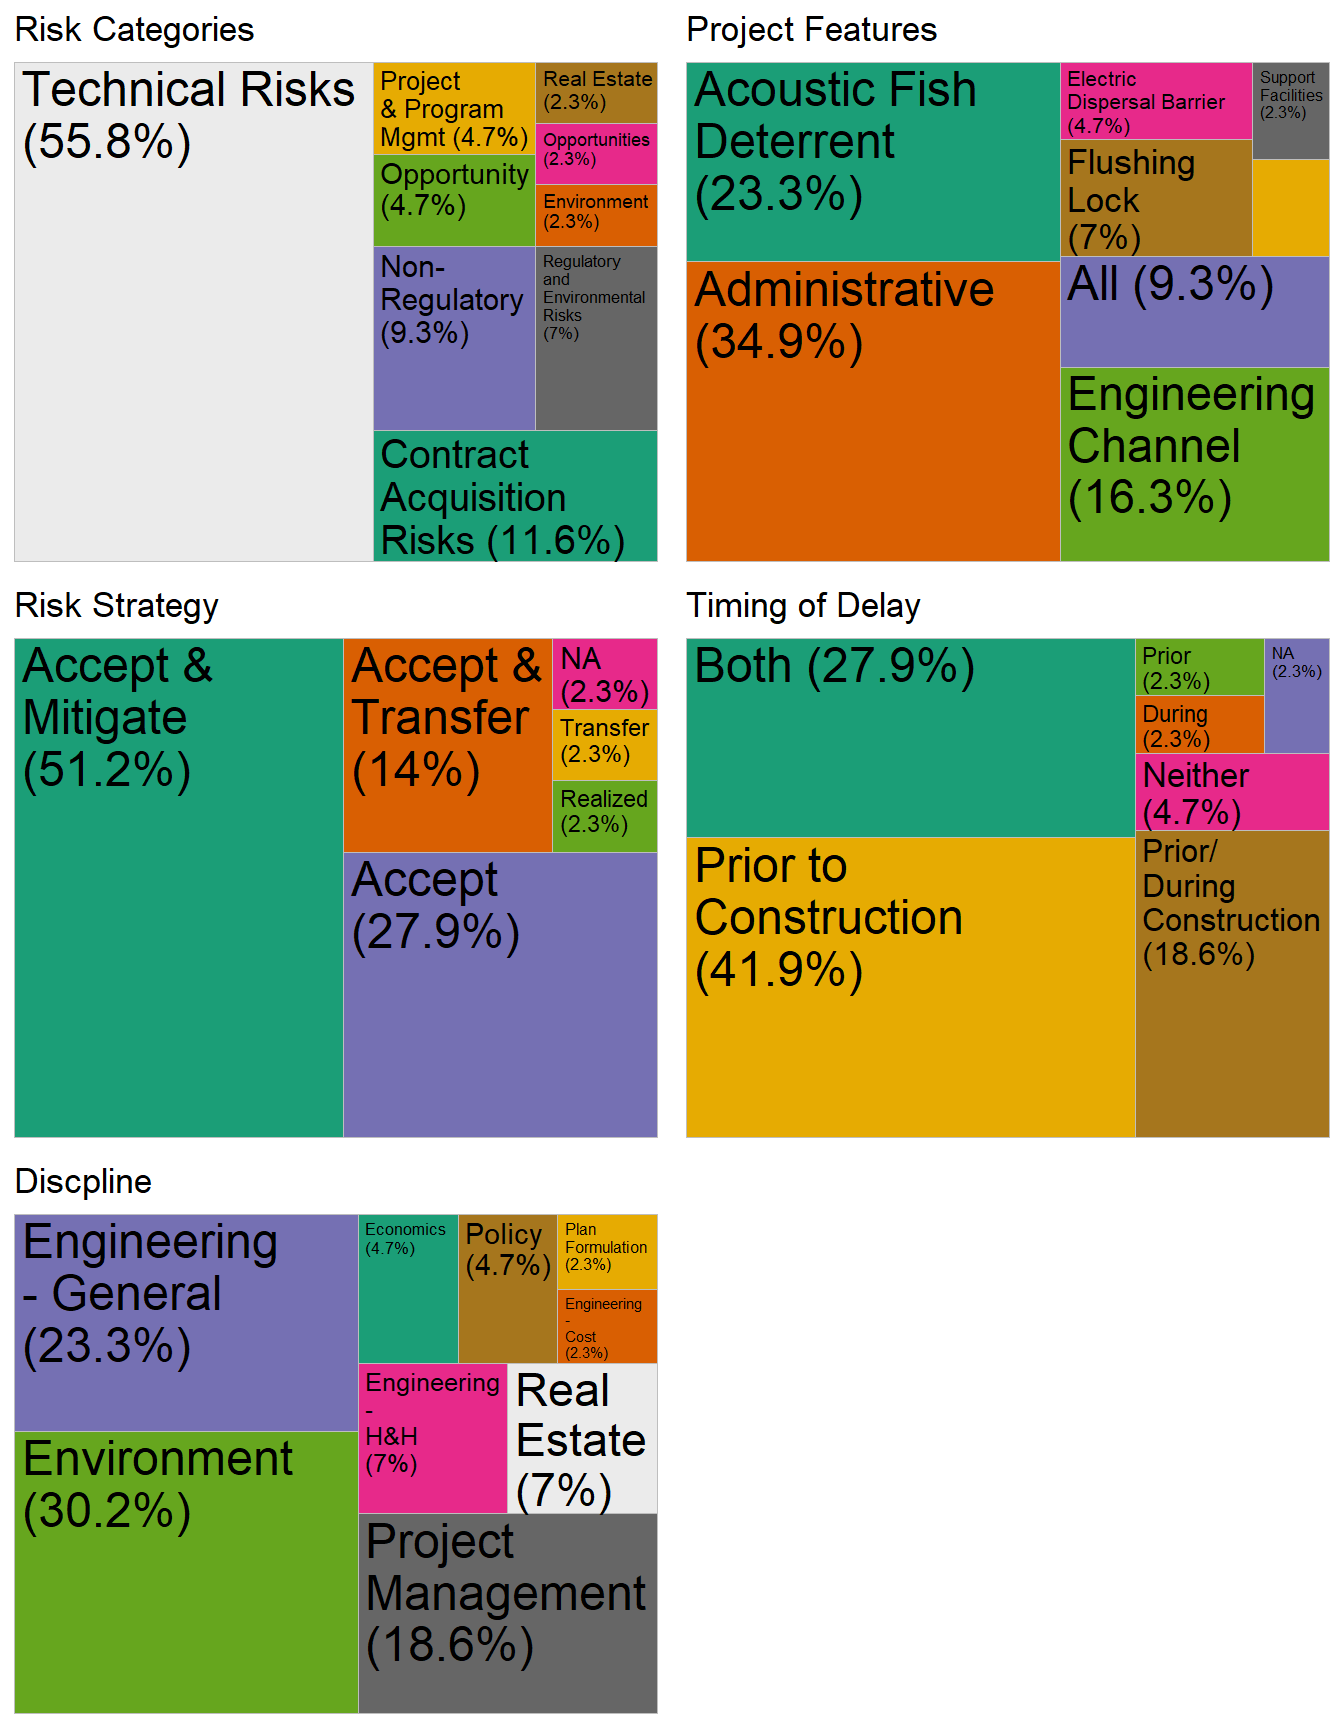 Risk Categories
Technical Risks
(55.8%)
Project
& Program
Mgmt (4.7%)
Real Estate
(2.3%)
Opportunities
(2.3%)
Opportunity
(4.7%)
Environment
(2.3%)
Non-
Regulatory
(9.3%)
Regulatory
and
Environmental
Risks
(7%)
Contract
Acquisition
Risks (11.6%)
Project Features
Acoustic Fish
Deterrent
(23.3%)
Electric
Dispersal Barrier
(4.7%)
Support
Facilities
(2.3%)
Flushing
Lock
(7%)
Administrative
(34.9%)
All (9.3%)
Engineering
Channel
(16.3%)
Risk Strategy
Accept &
Mitigate
(51.2%)
Accept &
Transfer
(14%)
NA
(2.3%)
Transfer
(2.3%)
Realized
(2.3%)
Accept
(27.9%)
Timing of Delay
Both (27.9%)
Prior
(2.3%)
NA
(2.3%)
During
(2.3%)
Neither
(4.7%)
Prior to
Construction
(41.9%)
Prior/
During
Construction
(18.6%)
Discpline
Engineering
- General
(23.3%)
Economics
(4.7%)
Policy
(4.7%)
Plan
Formulation
(2.3%)
Engineering
-
Cost
(2.3%)
Environment
(30.2%)
Engineering
-
H&H
(7%)
Real
Estate
(7%)
Project
Management
(18.6%)